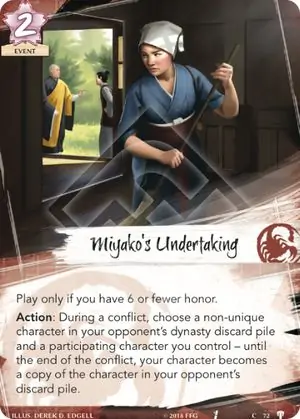 2
EVENT
Miyako's Undertaking
Play only if you have 6 or fewer honor.
Action: During a conflict, choose a non-unique
character in your opponent's dynasty discard pile
and a participating character you control – until
the end of the conflict, your character becomes
a copy of the character in your opponent's
discard pile.
ILLUS. DEREK D. EDGELL © 2018 FFG C 72